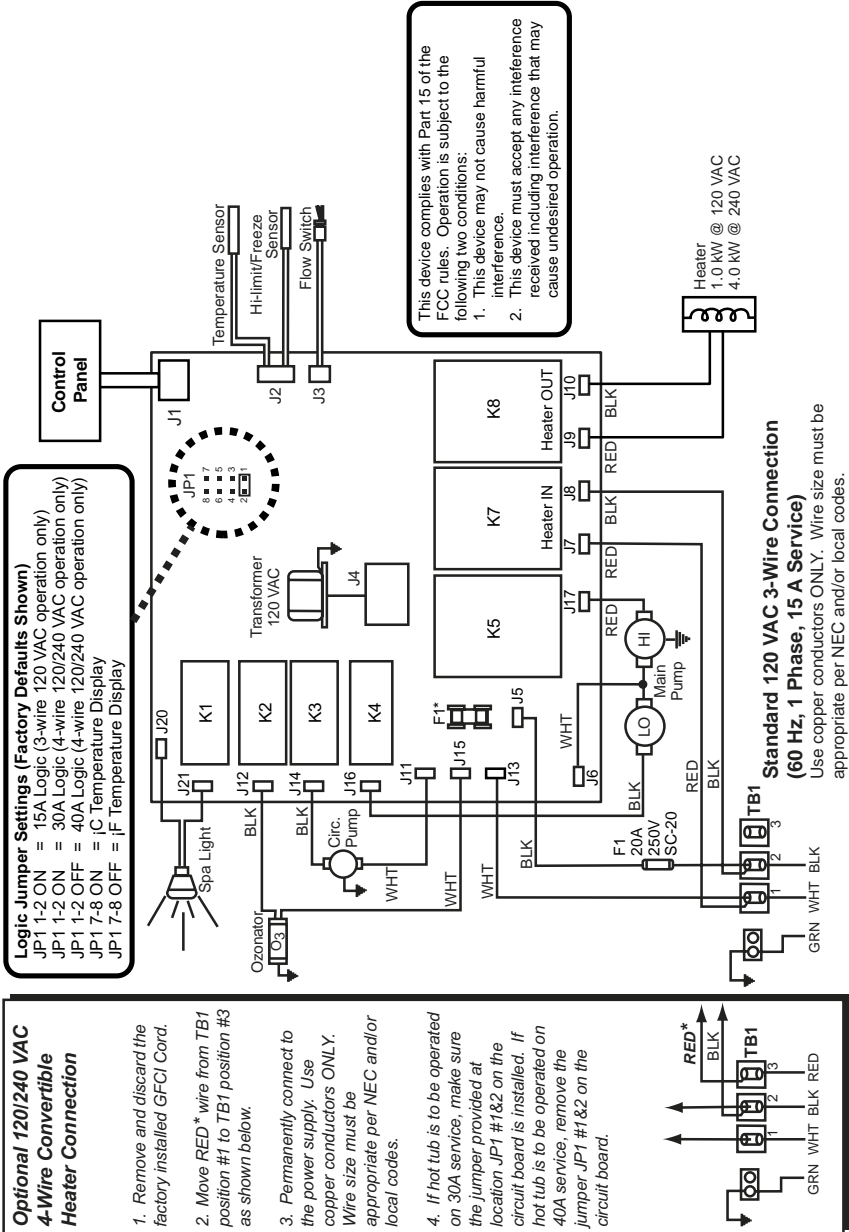 Optional 120/240 VAC
4-Wire Convertible
Heater Connection
1. Remove and discard the
factory installed GFCI Cord.
2. Move RED* wire from TB1
position #1 to TB1 position #3
as shown below.
3. Permanently connect to
the power supply. Use
copper conductors ONLY.
Wire size must be
appropriate per NEC and/or
local codes.
4. If hot tub is to be operated
on 30A service, make sure
the jumper provided at
location JP1 #1&2 on the
circuit board is installed. If
hot tub is to be operated on
40A service, remove the
jumper JP1 #1&2 on the
circuit board.
RED*
BLK
TB1
1
2
3
GRN
WHT
BLK
RED
Logic Jumper Settings (Factory Defaults Shown)
JP1 1-2 ON = 15A Logic (3-wire 120 VAC operation only)
JP1 1-2 ON = 30A Logic (4-wire 120/240 VAC operation only)
JP1 1-2 OFF = 40A Logic (4-wire 120/240 VAC operation only)
JP1 7-8 ON = ¡C Temperature Display
JP1 7-8 OFF = ¡F Temperature Display
Control
Panel
J1
JP1
8 7
6 5
4 3
2 1
Temperature Sensor
Hi-limit/Freeze
Sensor
Flow Switch
J2
J3
Transformer
120 VAC
J4
Spa Light
J20
J21
K1
K2
K3
K4
J12
BLK
Ozonator
O3
J14
BLK
Circ.
Pump
WHT
J16
J11
F1*
J15
WHT
J13
WHT
J5
BLK
J6
WHT
K5
K7
K8
Heater IN
Heater OUT
J17
J7
J8
J9
J10
RED
RED
BLK
RED
BLK
LO
HI
Main
Pump
BLK
RED
BLK
F1
20A
250V
SC-20
TB1
1
2
3
GRN
WHT
BLK
Heater
1.0 kW @ 120 VAC
4.0 kW @ 240 VAC
This device complies with Part 15 of the
FCC rules. Operation is subject to the
following two conditions:
1. This device may not cause harmful
interference.
2. This device must accept any inteference
received including interference that may
cause undesired operation.
Standard 120 VAC 3-Wire Connection
(60 Hz, 1 Phase, 15 A Service)
Use copper conductors ONLY. Wire size must be
appropriate per NEC and/or local codes.